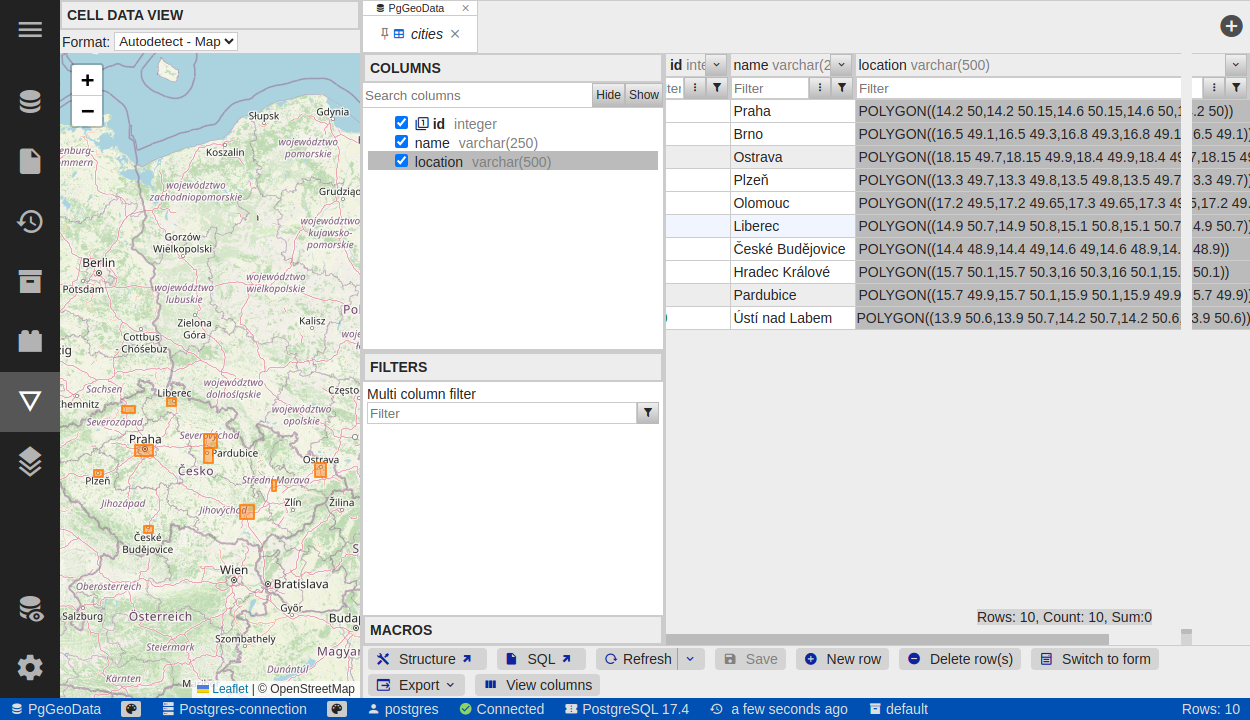 CELL DATA VIEW
Format: Autodetect - Map
+
−
Słupsk
Gdynia
Koszalin
województwo
pomorskie
województwo
zachodniopomorskie
Grudziąd
Gorzów
Wielkopolski
województwo
kujawsko-
pomorskie
Berlin
Potsdam
województwo
lubuskie
województwo
wielkopolskie
Zielona
Góra
Kalisz
Cottbus
- Chóśebuz
Sachsen
Liberec
województwo
dolnośląskie
województwo
opolskie
Severozápad
Praha
Severovýchod
Pardubice
Ostrava
Česko
Plzeň
Střední Morava
Jihozápad
Jihovýchod
Zlín
Žilina
České
Budějovice
Wien
Bratislava
Oberösterreich
Salzburg
Österreich
Győr
Szombathely
Steiermark
Kärnten
Dunántúl
Leaflet | © OpenStreetMap
PgGeoData
cities
COLUMNS
Search columns
Hide
Show
id integer
name varchar(250)
location varchar(500)
FILTERS
Multi column filter
Filter
MACROS
id inte
name varchar(2
location varchar(500)
Filter
Filter
Praha POLYGON((14.2 50,14.2 50.15,14.6 50.15,14.6 50,1 .2 50))
Brno POLYGON((16.5 49.1,16.5 49.3,16.8 49.3,16.8 49.1 6.5 49.1))
Ostrava POLYGON((18.15 49.7,18.15 49.9,18.4 49.9,18.4 49 7,18.15 49
Plzeň POLYGON((13.3 49.7,13.3 49.8,13.5 49.8,13.5 49.7 3.3 49.7))
Olomouc POLYGON((17.2 49.5,17.2 49.65,17.3 49.65,17.3 49. 5,17.2 49.
Liberec POLYGON((14.9 50.7,14.9 50.8,15.1 50.8,15.1 50.7 4.9 50.7))
České Budějovice POLYGON((14.4 48.9,14.4 49,14.6 49,14.6 48.9,14. 48.9))
Hradec Králové POLYGON((15.7 50.1,15.7 50.3,16 50.3,16 50.1,15. 50.1))
Pardubice POLYGON((15.7 49.9,15.7 50.1,15.9 50.1,15.9 49.9 5.7 49.9))
Ústí nad Labem POLYGON((13.9 50.6,13.9 50.7,14.2 50.7,14.2 50.6 3.9 50.6))
Rows: 10, Count: 10, Sum:0
Structure
SQL
Refresh
Save
New row
Delete row(s)
Switch to form
Export
View columns
PgGeoData
Postgres-connection
postgres
Connected
PostgreSQL 17.4
a few seconds ago
default
Rows: 10